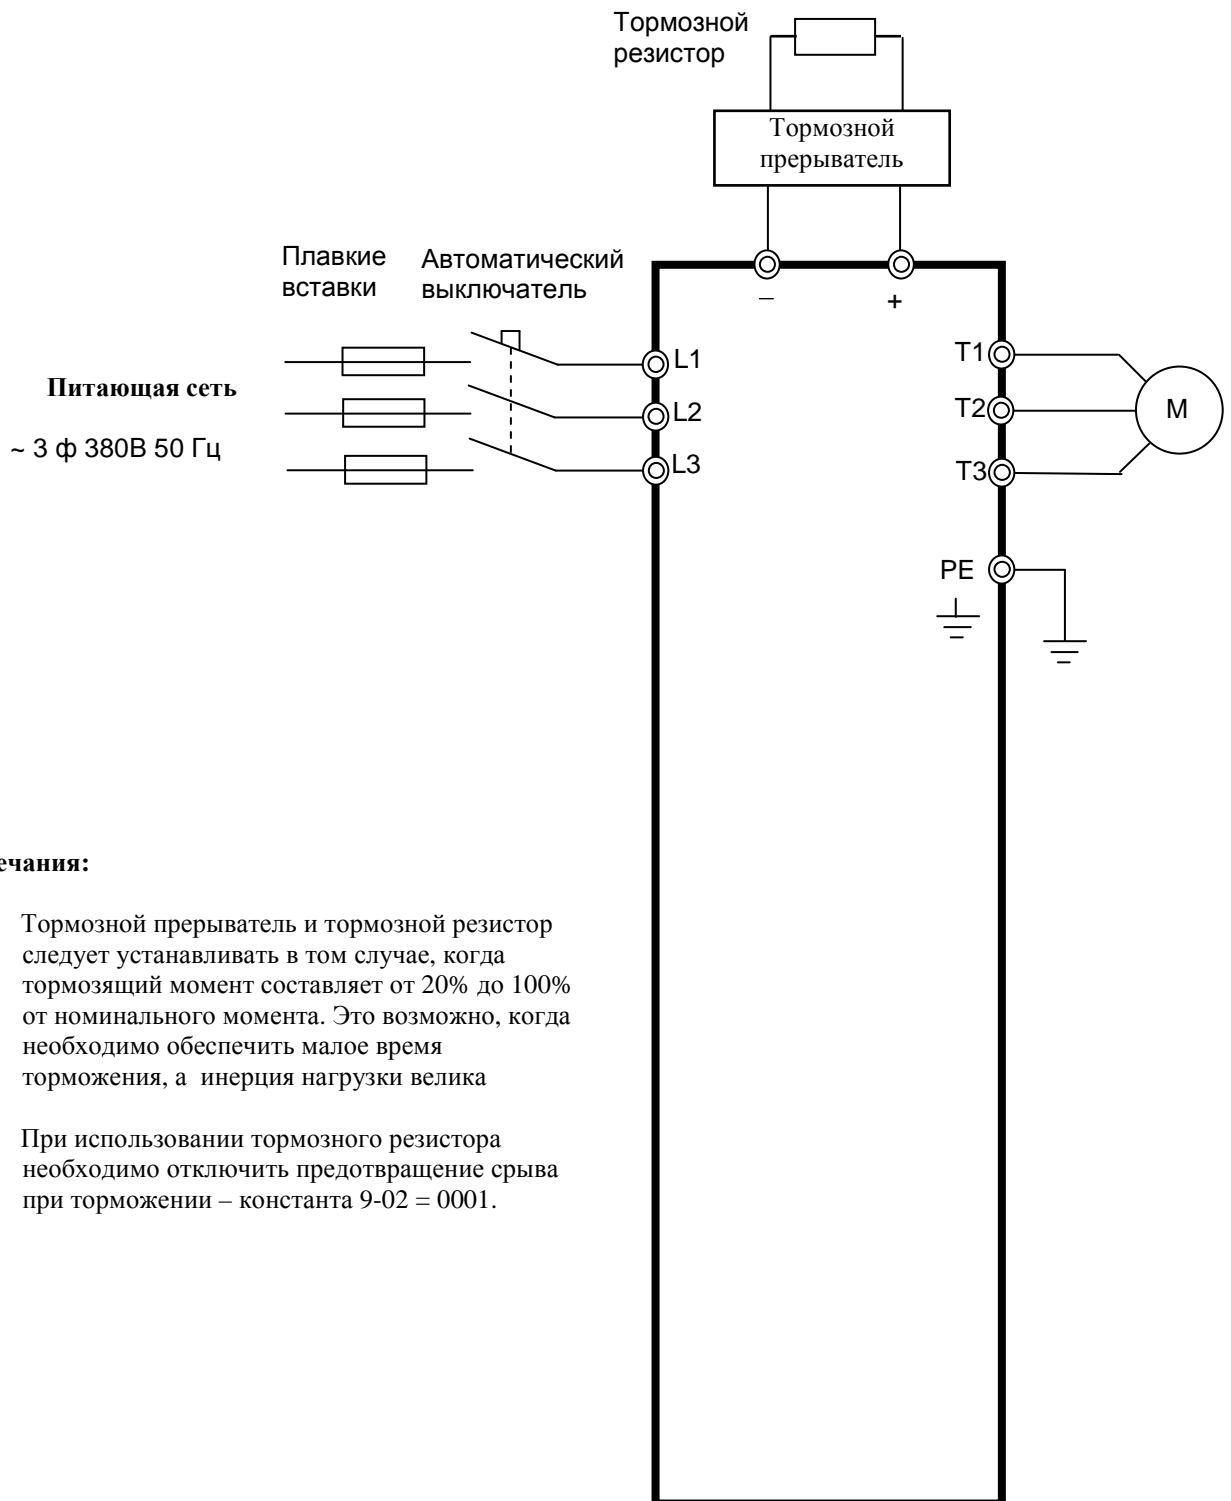 Тормозной
резистор
Тормозной
прерыватель
Плавкие
вставки
Автоматический
выключатель
– +
Питающая сеть
~ 3 ф 380В 50 Гц
L1
L2
L3
T1
T2
T3
M
PE
ечания:
Тормозной прерыватель и тормозной резистор
следует устанавливать в том случае, когда
тормозящий момент составляет от 20% до 100%
от номинального момента. Это возможно, когда
необходимо обеспечить малое время
торможения, а инерция нагрузки велика
При использовании тормозного резистора
необходимо отключить предотвращение срыва
при торможении – константа 9-02 = 0001.